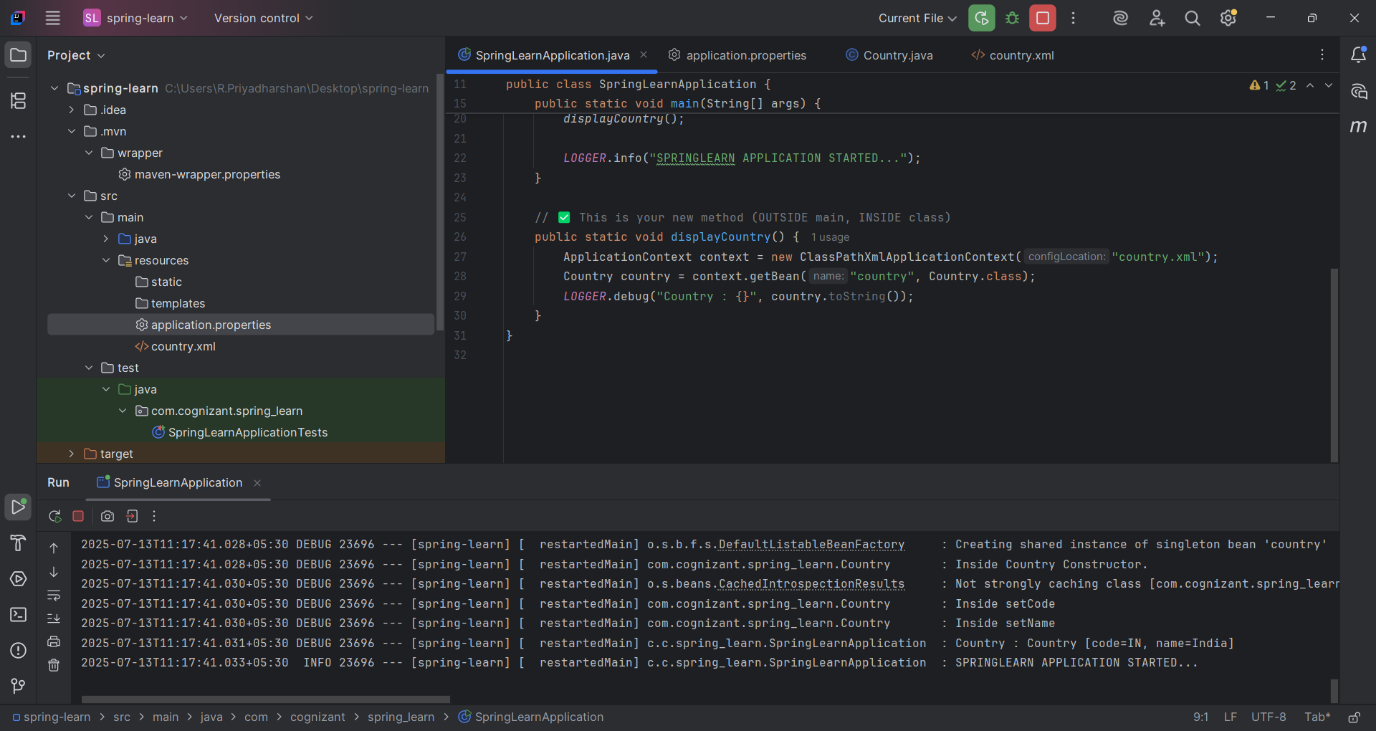 SL spring-learn Version control Current File
Project
SpringLearnApplication.java application.properties Country.java country.xml
spring-learn C:\Users\R.Priyadharshan\Desktop\spring-learn
.idea
.mvn
wrapper
maven-wrapper.properties
src
main
java
resources
static
templates
application.properties
country.xml
test
java
com.cognizant.spring_learn
SpringLearnApplicationTests
target
1 2
11 public class SpringLearnApplication {
15 public static void main(String[] args) {
20 displayCountry();
21
22 LOGGER.info("SPRINGLEARN APPLICATION STARTED...");
23 }
24
25 // ✅ This is your new method (OUTSIDE main, INSIDE class)
26 public static void displayCountry() { 1 usage
27 ApplicationContext context = new ClassPathXmlApplicationContext( configLocation: "country.xml");
28 Country country = context.getBean( name: "country", Country.class);
29 LOGGER.debug("Country : {}", country.toString());
30 }
31 }
32
m
Run SpringLearnApplication
2025-07-13T11:17:41.028+05:30 DEBUG 23696 --- [spring-learn] [ restartedMain] o.s.b.f.s.DefaultListableBeanFactory : Creating shared instance of singleton bean 'country'
2025-07-13T11:17:41.028+05:30 DEBUG 23696 --- [spring-learn] [ restartedMain] com.cognizant.spring_learn.Country : Inside Country Constructor.
2025-07-13T11:17:41.030+05:30 DEBUG 23696 --- [spring-learn] [ restartedMain] o.s.beans.CachedIntrospectionResults : Not strongly caching class [com.cognizant.spring_learn
2025-07-13T11:17:41.030+05:30 DEBUG 23696 --- [spring-learn] [ restartedMain] com.cognizant.spring_learn.Country : Inside setCode
2025-07-13T11:17:41.030+05:30 DEBUG 23696 --- [spring-learn] [ restartedMain] com.cognizant.spring_learn.Country : Inside setName
2025-07-13T11:17:41.031+05:30 DEBUG 23696 --- [spring-learn] [ restartedMain] c.c.spring_learn.SpringLearnApplication : Country : Country [code=IN, name=India]
2025-07-13T11:17:41.033+05:30 INFO 23696 --- [spring-learn] [ restartedMain] c.c.spring_learn.SpringLearnApplication : SPRINGLEARN APPLICATION STARTED...
spring-learn > src > main > java > com > cognizant > spring_learn > SpringLearnApplication 9:1 LF UTF-8 Tab*